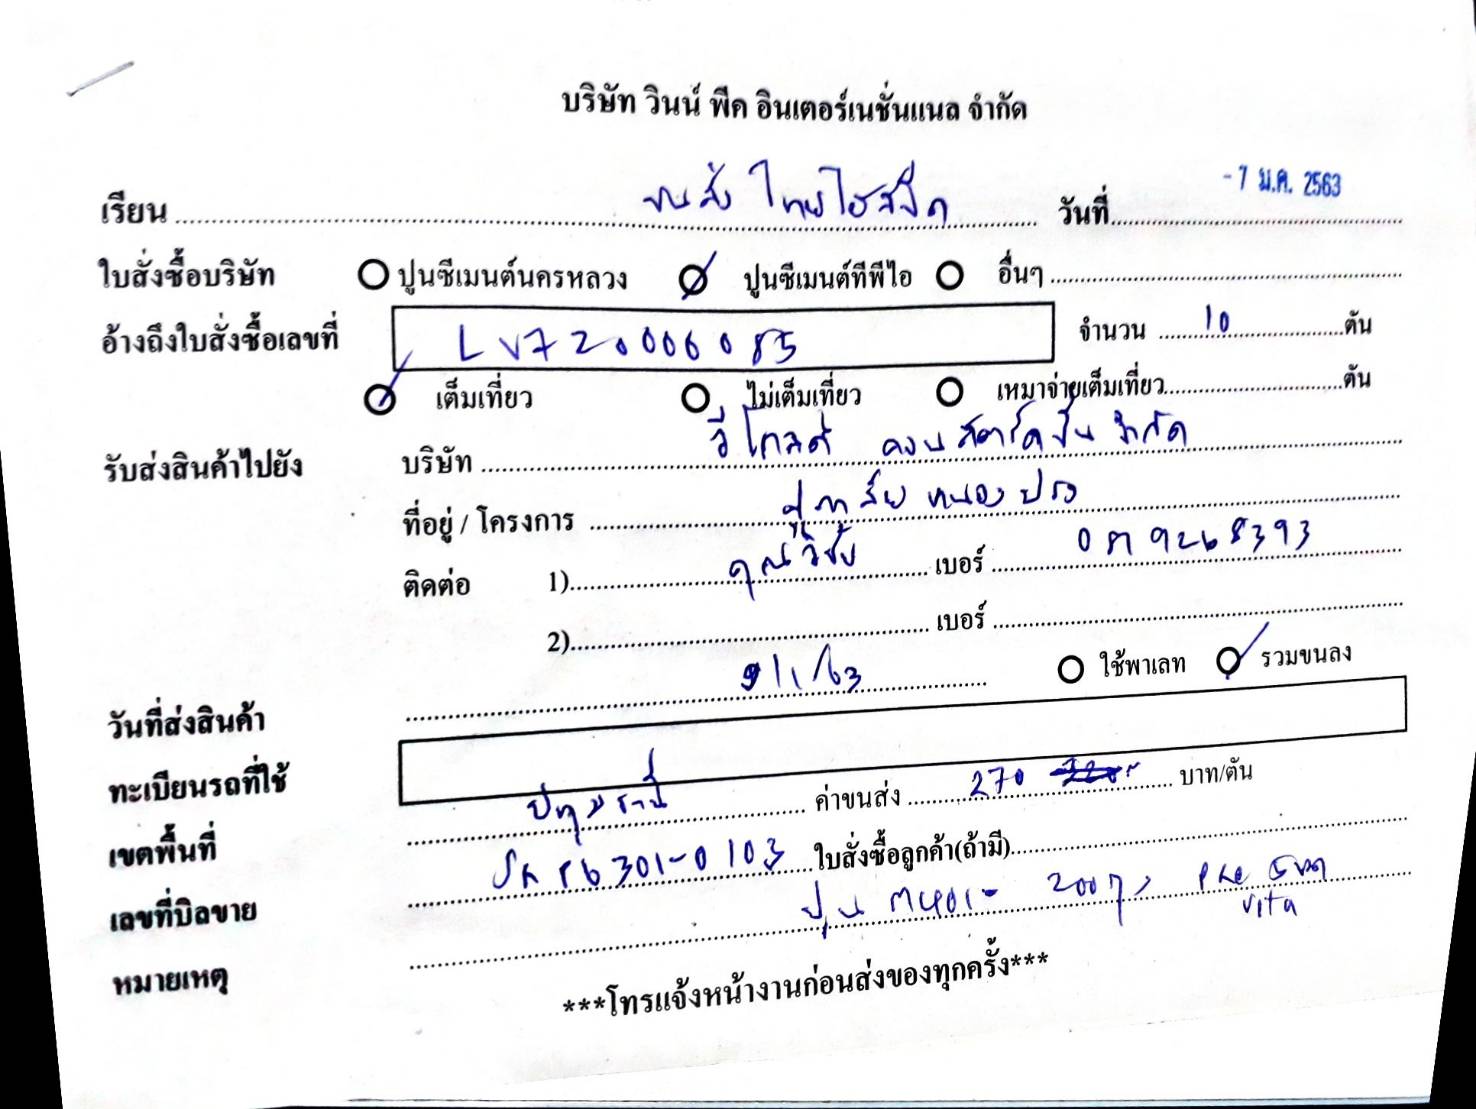 บริษัท วินน์ พีค อินเตอร์เนชั่นแนล จำกัด
เรียน ขนส่ง ไทยไฮสปีด วันที่ -7 ม.ค. 2563
ใบสั่งซื้อบริษัท ปูนซีเมนต์นครหลวง ปูนซีเมนต์ทีพีไอ อื่นๆ
อ้างถึงใบสั่งซื้อเลขที่ LV720006085 จำนวน 10 ตัน
เต็มเที่ยว ไม่เต็มเที่ยว เหมาจ่ายเต็มเที่ยว ตัน
รับส่งสินค้าไปยัง บริษัท วี โกลด์ คอนสตรัคชั่น จำกัด
ที่อยู่ / โครงการ หนองปรือ
ติดต่อ 1) คุณวิชัย เบอร์
2) เบอร์
วันที่ส่งสินค้า 9/1/63 ใช้พาเลท รวมขนลง
ทะเบียนรถที่ใช้
เขตพื้นที่ ปทุมธานี ค่าขนส่ง 270 บาท/ตัน
เลขที่บิลขาย 6301-0103 ใบสั่งซื้อลูกค้า(ถ้ามี)
หมายเหตุ ปูน vita
***โทรแจ้งหน้างานก่อนส่งของทุกครั้ง***